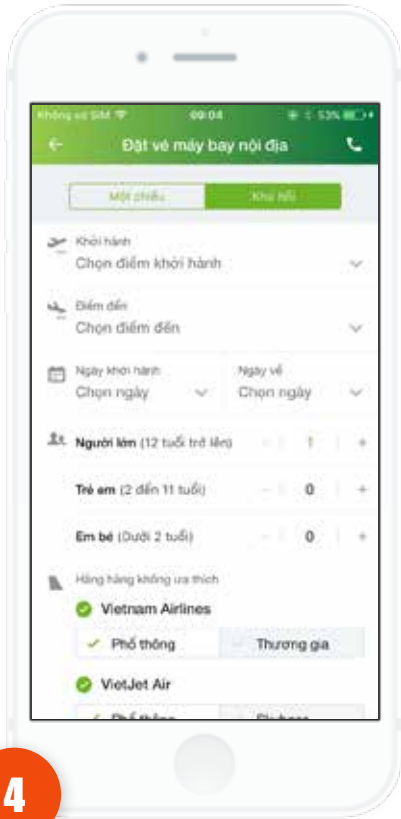 Không có SIM 09:04 53%
Đặt vé máy bay nội địa
Một chiều Khứ hồi
Khởi hành
Chọn điểm khởi hành
Điểm đến
Chọn điểm đến
Ngày khởi hành Ngày về
Chọn ngày Chọn ngày
Người lớn (12 tuổi trở lên) - 1 +
Trẻ em (2 đến 11 tuổi) - 0 +
Em bé (Dưới 2 tuổi) - 0 +
Hãng hàng không ưa thích
Vietnam Airlines
Phổ thông Thương gia
VietJet Air
Phổ thông Skyboss
4